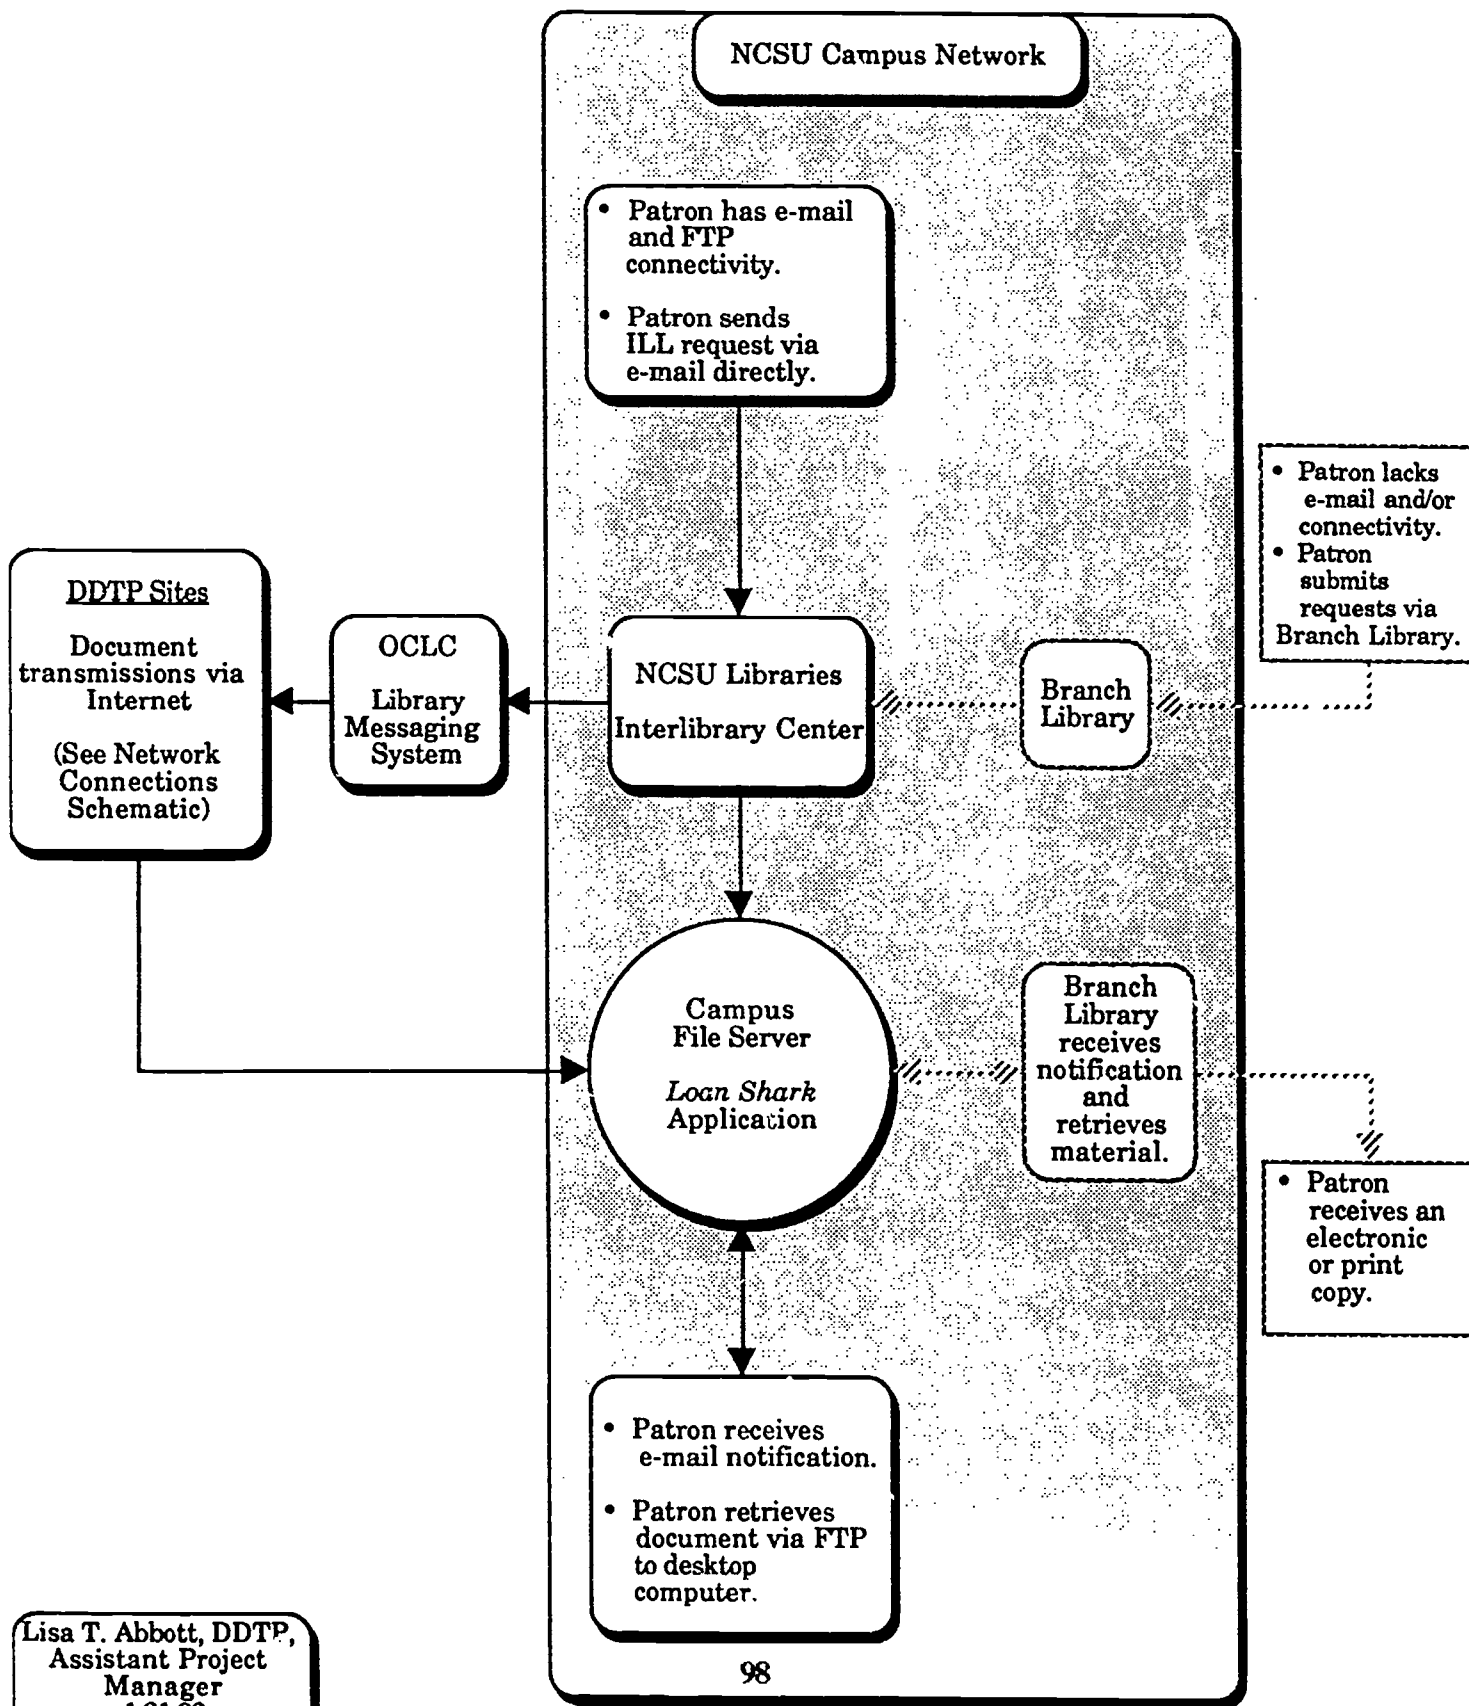 NCSU Campus Network
• Patron has e-mail
and FTP
connectivity.
• Patron sends
ILL request via
e-mail directly.
• Patron lacks
e-mail and/or
connectivity.
• Patron
submits
requests via
Branch Library.
DDTP Sites
Document
transmissions via
Internet
(See Network
Connections
Schematic)
OCLC
Library
Messaging
System
NCSU Libraries
Interlibrary Center
Branch
Library
Campus
File Server
Loan Shark
Application
Branch
Library
receives
notification
and
retrieves
material.
• Patron
receives an
electronic
or print
copy.
• Patron receives
e-mail notification.
• Patron retrieves
document via FTP
to desktop
computer.
Lisa T. Abbott, DDTP,
Assistant Project
Manager
98